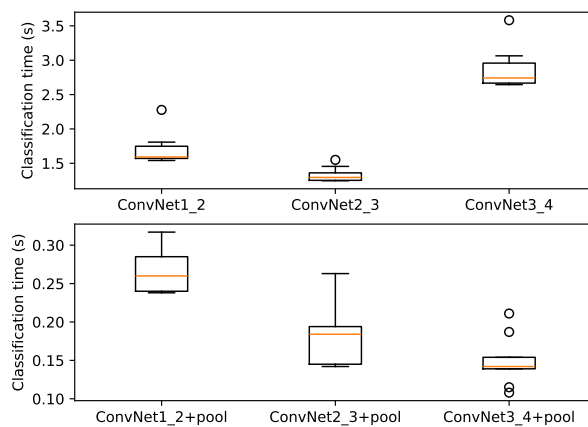 Classification time (s)
3.5
3.0
2.5
2.0
1.5
ConvNet1_2 ConvNet2_3 ConvNet3_4
Classification time (s)
0.30
0.25
0.20
0.15
0.10
ConvNet1_2+pool ConvNet2_3+pool ConvNet3_4+pool